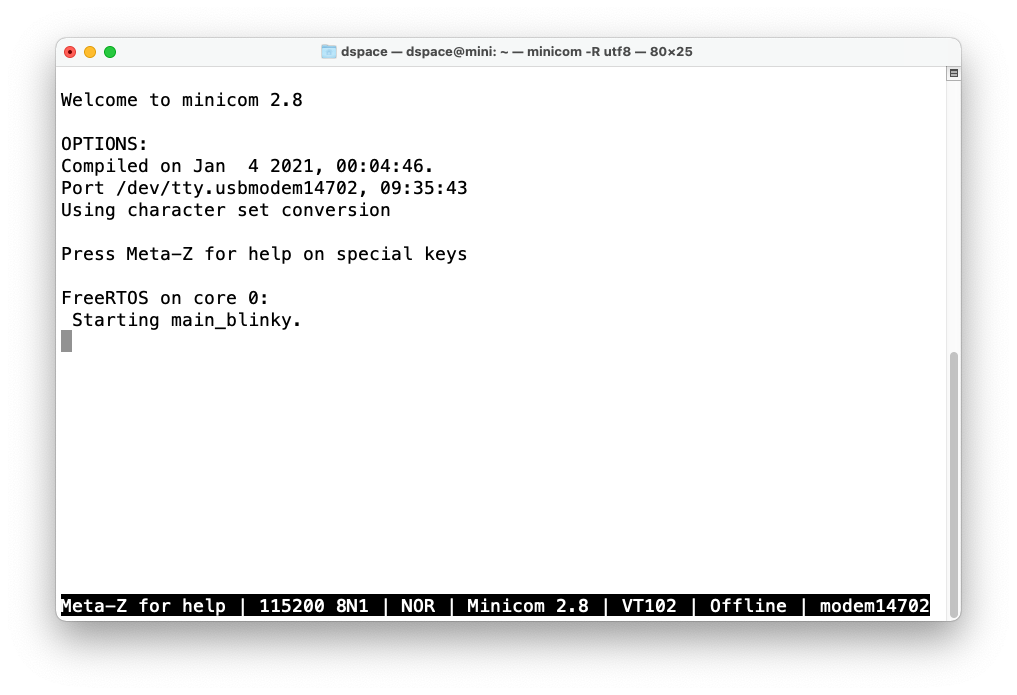 dspace — dspace@mini: ~ — minicom -R utf8 — 80×25
Welcome to minicom 2.8
OPTIONS:
Compiled on Jan  4 2021, 00:04:46.
Port /dev/tty.usbmodem14702, 09:35:43
Using character set conversion
Press Meta-Z for help on special keys
FreeRTOS on core 0:
 Starting main_blinky.
Meta-Z for help | 115200 8N1 | NOR | Minicom 2.8 | VT102 | Offline | modem14702